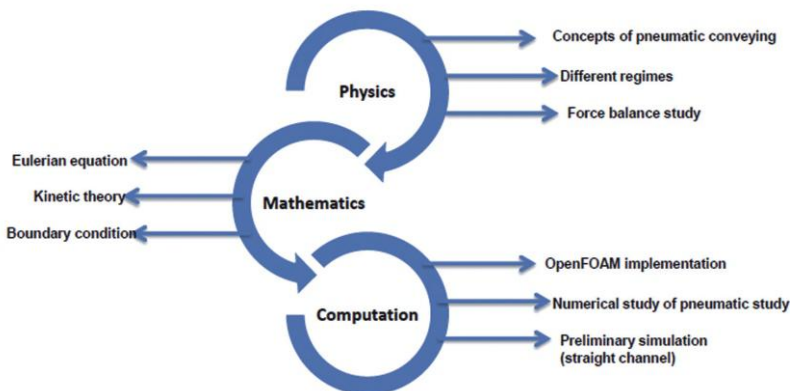 Concepts of pneumatic conveying
Physics
Different regimes
Force balance study
Eulerian equation
Kinetic theory
Mathematics
Boundary condition
OpenFOAM implementation
Computation
Numerical study of pneumatic study
Preliminary simulation
(straight channel)